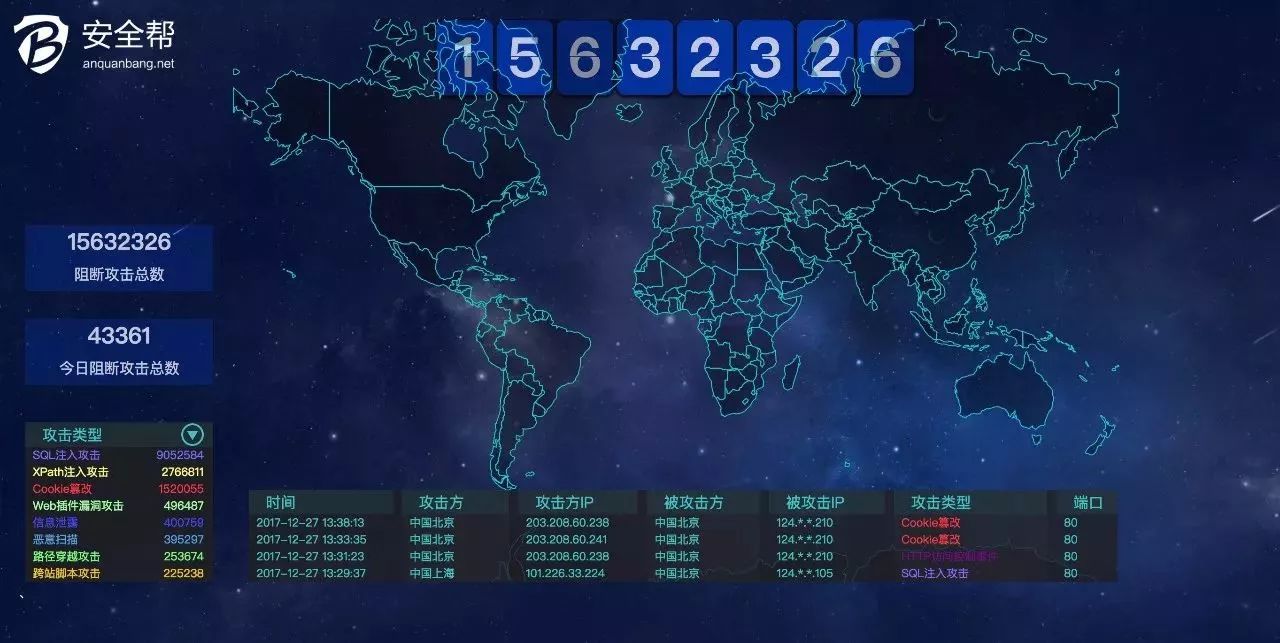 安全帮
anquanbang.net
15632326
15632326
阻断攻击总数
43361
今日阻断攻击总数
攻击类型
SQL注入攻击 9052584
XPath注入攻击 2766811
Cookie篡改 1520055
Web插件漏洞攻击 496487
信息泄露 400759
恶意扫描 395297
路径穿越攻击 253674
跨站脚本攻击 225238
时间 攻击方 攻击方IP 被攻击方 被攻击IP 攻击类型 端口
2017-12-27 13:38:13 中国北京 203.208.60.238 中国北京 124.*.*.210 Cookie篡改 80
2017-12-27 13:33:35 中国北京 203.208.60.241 中国北京 124.*.*.210 Cookie篡改 80
2017-12-27 13:31:23 中国北京 203.208.60.238 中国北京 124.*.*.210 HTTP访问控制事件 80
2017-12-27 13:29:37 中国上海 101.226.33.224 中国北京 124.*.*.105 SQL注入攻击 80